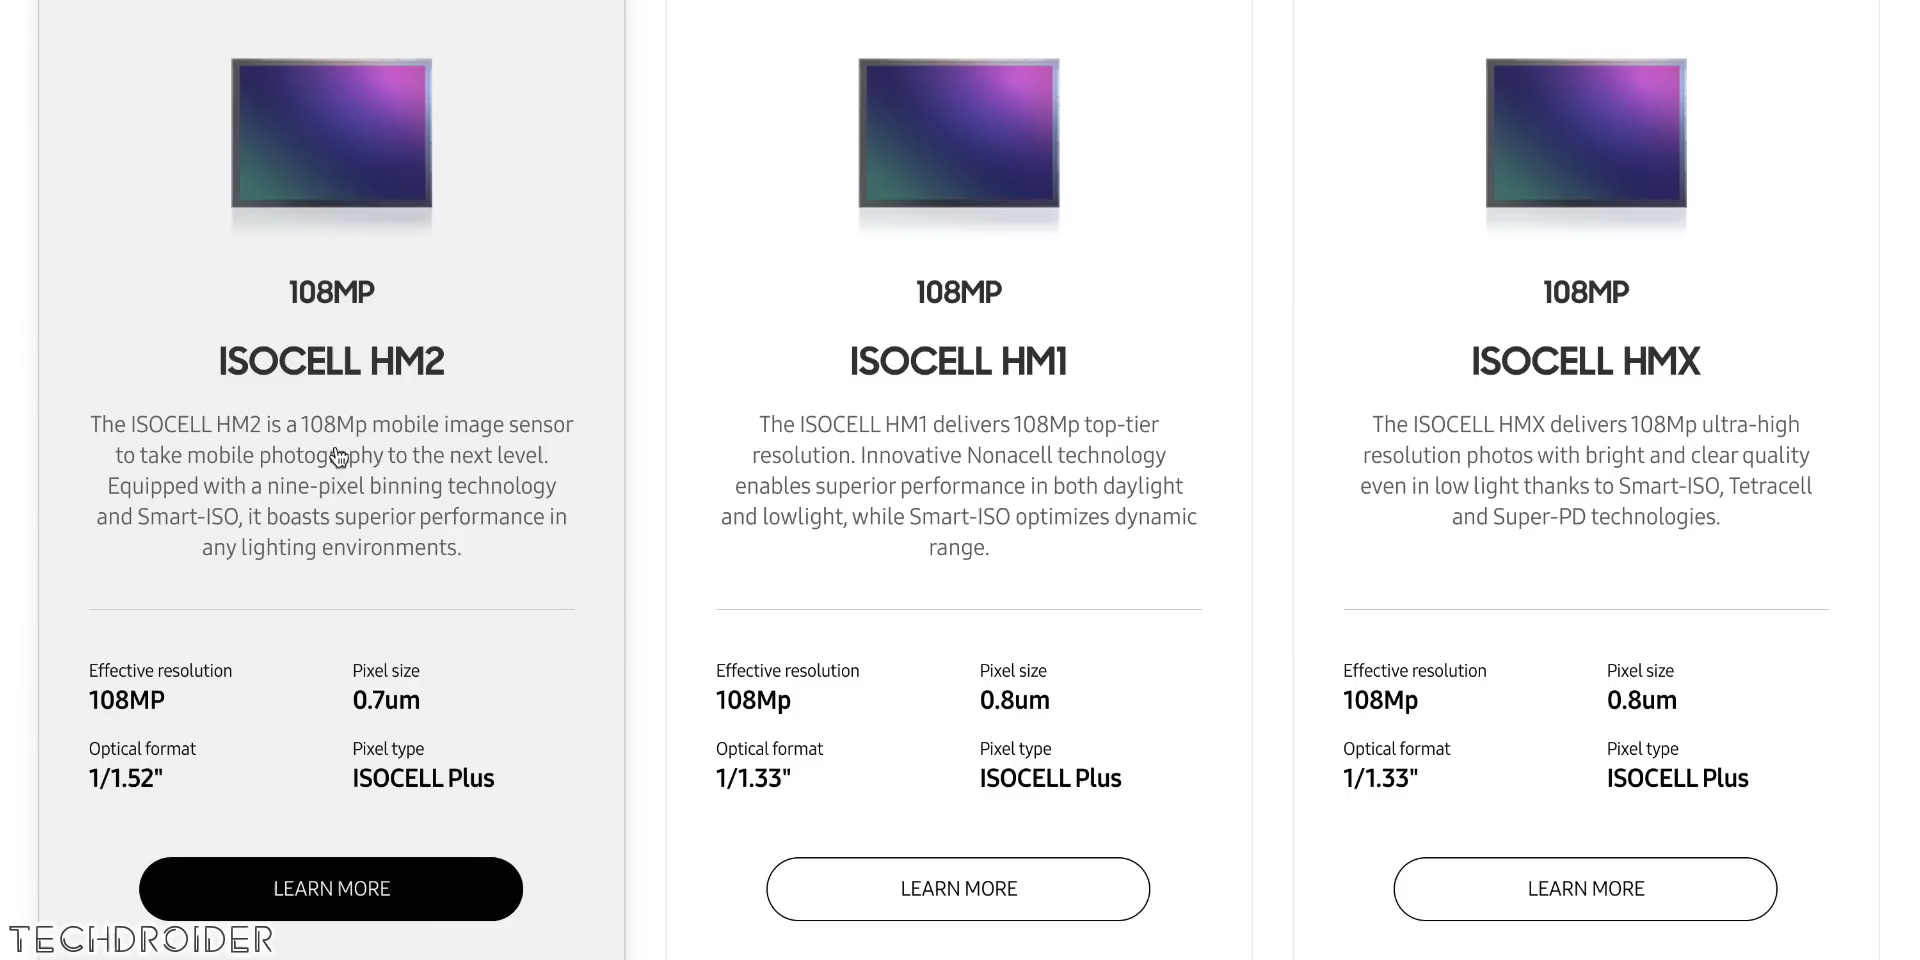 108MP
ISOCELL HM2
The ISOCELL HM2 is a 108Mp mobile image sensor
to take mobile photography to the next level.
Equipped with a nine-pixel binning technology
and Smart-ISO, it boasts superior performance in
any lighting environments.
Effective resolution
108MP
Pixel size
0.7um
Optical format
1/1.52"
Pixel type
ISOCELL Plus
LEARN MORE
108MP
ISOCELL HM1
The ISOCELL HM1 delivers 108Mp top-tier
resolution. Innovative Nonacell technology
enables superior performance in both daylight
and lowlight, while Smart-ISO optimizes dynamic
range.
Effective resolution
108Mp
Pixel size
0.8um
Optical format
1/1.33"
Pixel type
ISOCELL Plus
LEARN MORE
108MP
ISOCELL HMX
The ISOCELL HMX delivers 108Mp ultra-high
resolution photos with bright and clear quality
even in low light thanks to Smart-ISO, Tetracell
and Super-PD technologies.
Effective resolution
108Mp
Pixel size
0.8um
Optical format
1/1.33"
Pixel type
ISOCELL Plus
LEARN MORE
TECHDROIDER